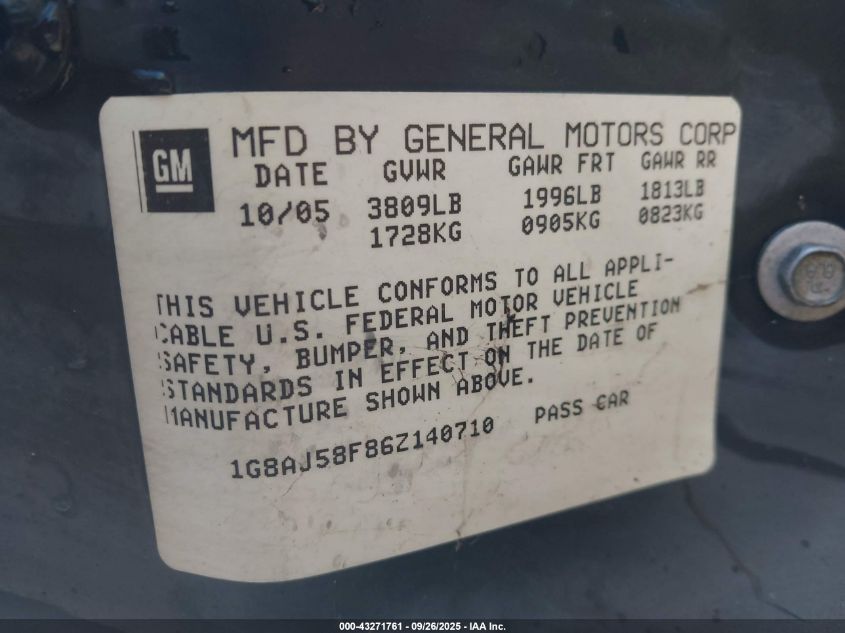 GM
MFD BY GENERAL MOTORS CORP
DATE GVWR GAWR FRT GAWR RR
10/05 3809LB 1996LB 1813LB
1728KG 0905KG 0823KG
THIS VEHICLE CONFORMS TO ALL APPLI-
CABLE U.S. FEDERAL MOTOR VEHICLE
SAFETY, BUMPER, AND THEFT PREVENTION
STANDARDS IN EFFECT ON THE DATE OF
MANUFACTURE SHOWN ABOVE.
1G8AJ58F86Z140710 PASS CAR
000-43271761 - 09/26/2025 - IAA Inc.